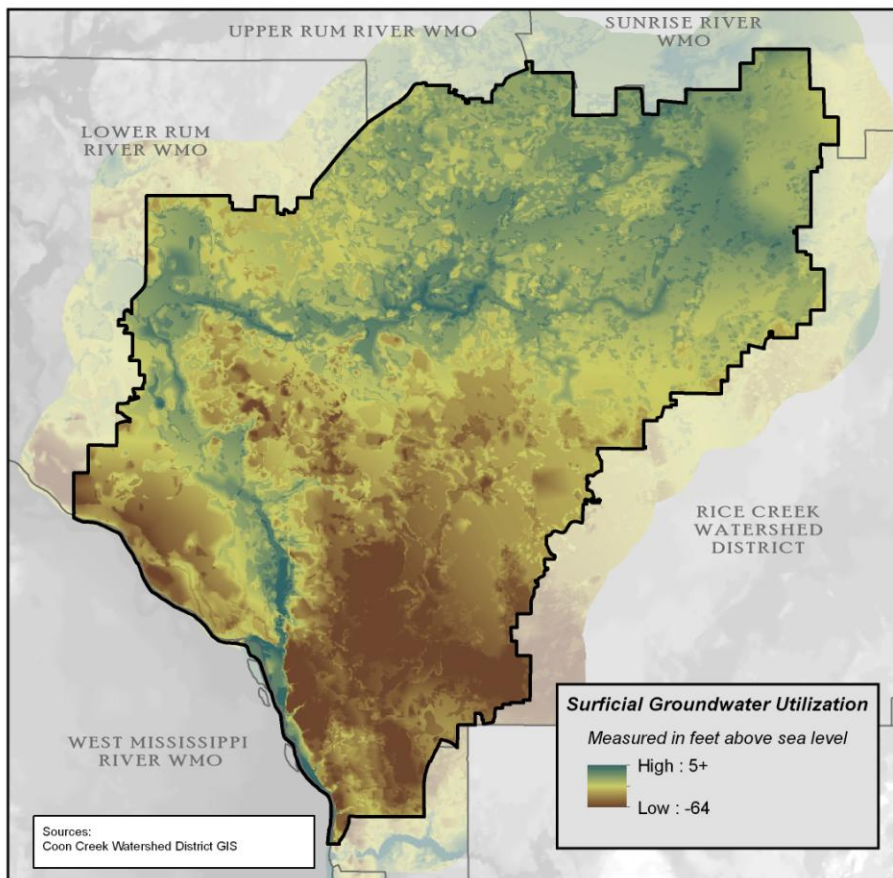 UPPER RUM RIVER WMO
SUNRISE RIVER
WMO
LOWER RUM
RIVER WMO
RICE CREEK
WATERSHED
DISTRICT
WEST MISSISSIPPI
RIVER WMO
Surficial Groundwater Utilization
Measured in feet above sea level
High : 5+
Low : -64
Sources:
Coon Creek Watershed District GIS